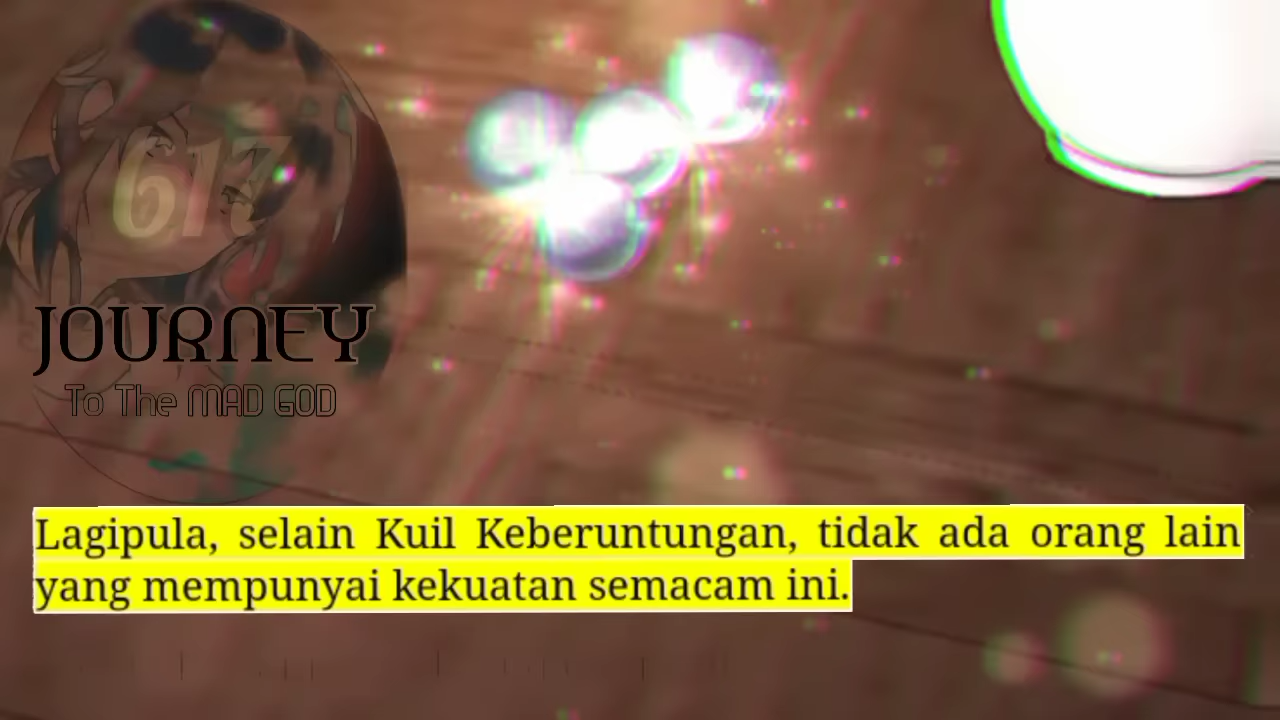 617
JOURNEY
To The MAD GOD
Lagipula, selain Kuil Keberuntungan, tidak ada orang lain
yang mempunyai kekuatan semacam ini.